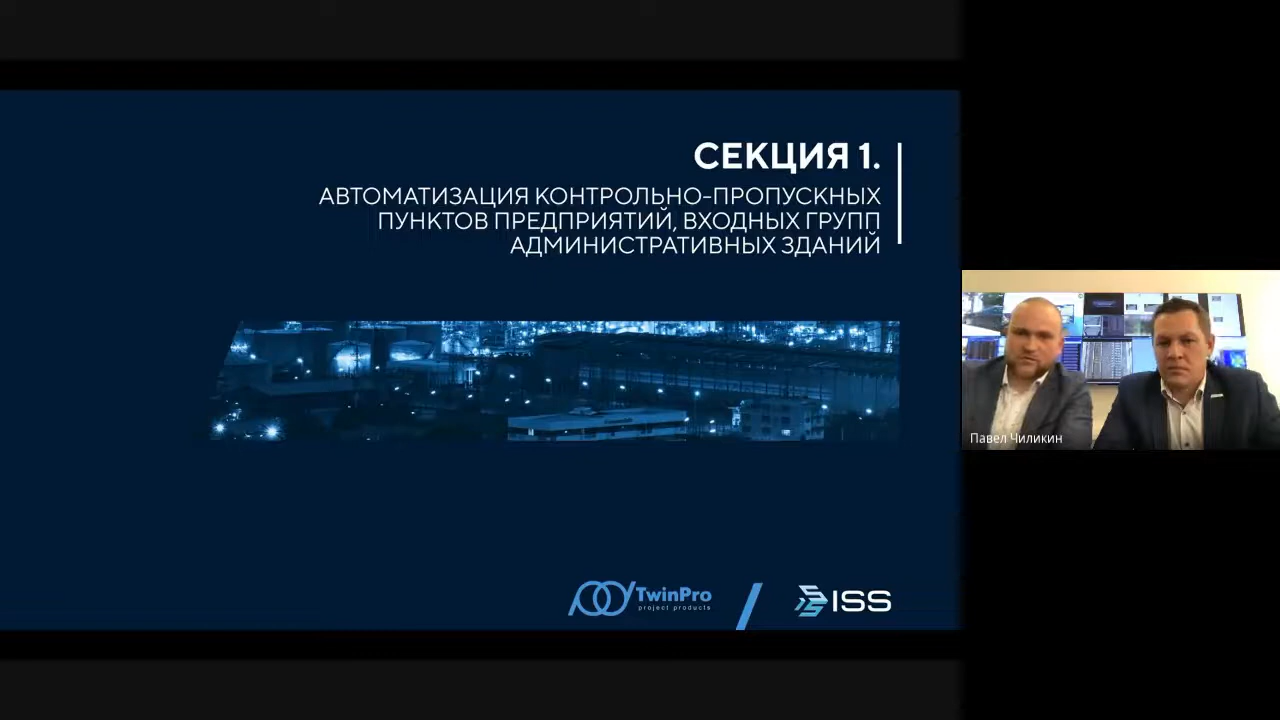 СЕКЦИЯ 1.
АВТОМАТИЗАЦИЯ КОНТРОЛЬНО-ПРОПУСКНЫХ
ПУНКТОВ ПРЕДПРИЯТИЙ, ВХОДНЫХ ГРУПП
АДМИНИСТРАТИВНЫХ ЗДАНИЙ
Павел Чиликин
TwinPro
project products
ISS